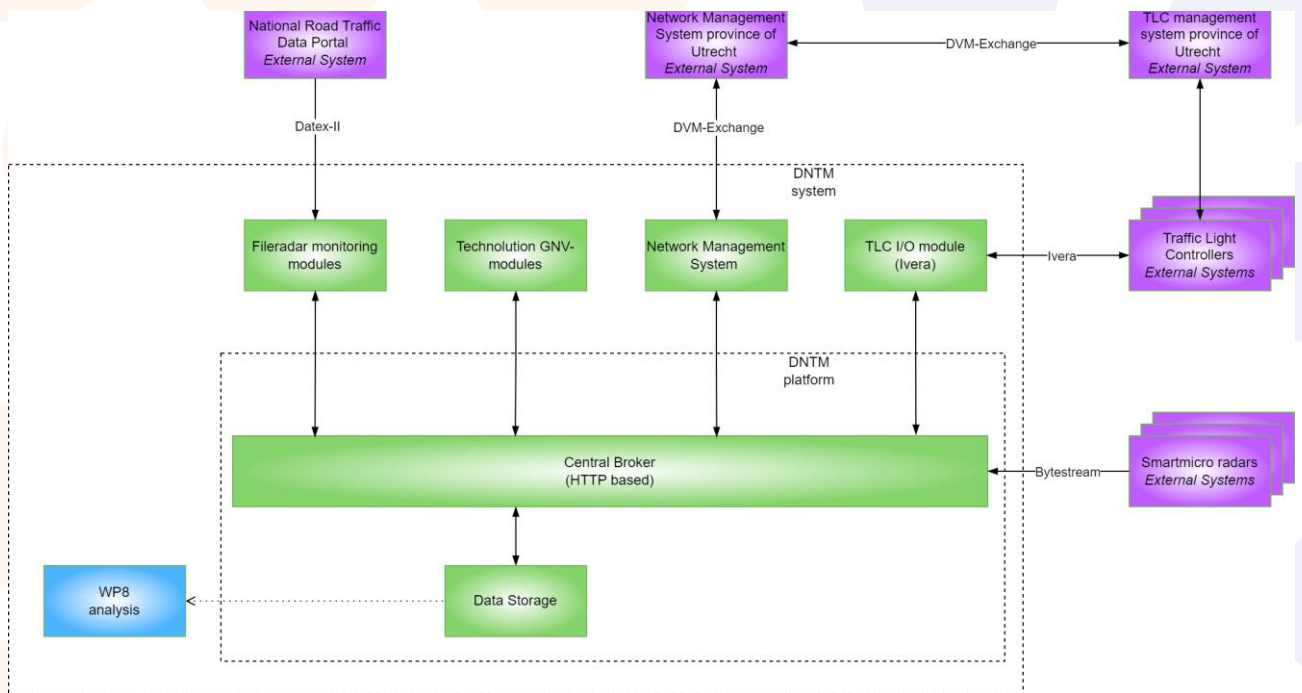 National Road Traffic
Data Portal
External System
Network Management
System province of
Utrecht
External System
TLC management
system province of
Utrecht
External System
DVM-Exchange
Datex-II
DVM-Exchange
DNTM
system
Fileradar monitoring
modules
Technolution GNV-
modules
Network Management
System
TLC I/O module
(Ivera)
Ivera
Traffic Light
Controllers
External Systems
DNTM
platform
Central Broker
(HTTP based)
Bytestream
Smartmicro radars
External Systems
WP8
analysis
Data Storage